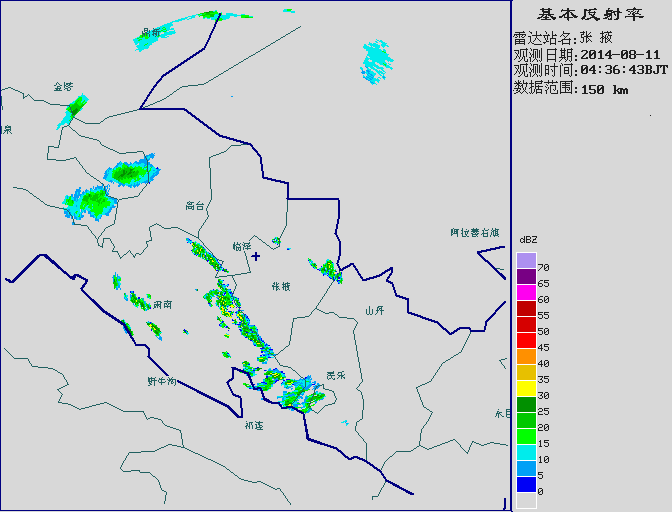 基本反射率
雷达站名:张 掖
观测日期:2014-08-11
观测时间:04:36:43BJT
数据范围:150 km
鼎新
金塔
泉
高台
临泽
阿拉善右旗
张掖
肃南
山丹
民乐
野牛沟
祁连
永昌
dBZ
70
65
60
55
50
45
40
35
30
25
20
15
10
5
0